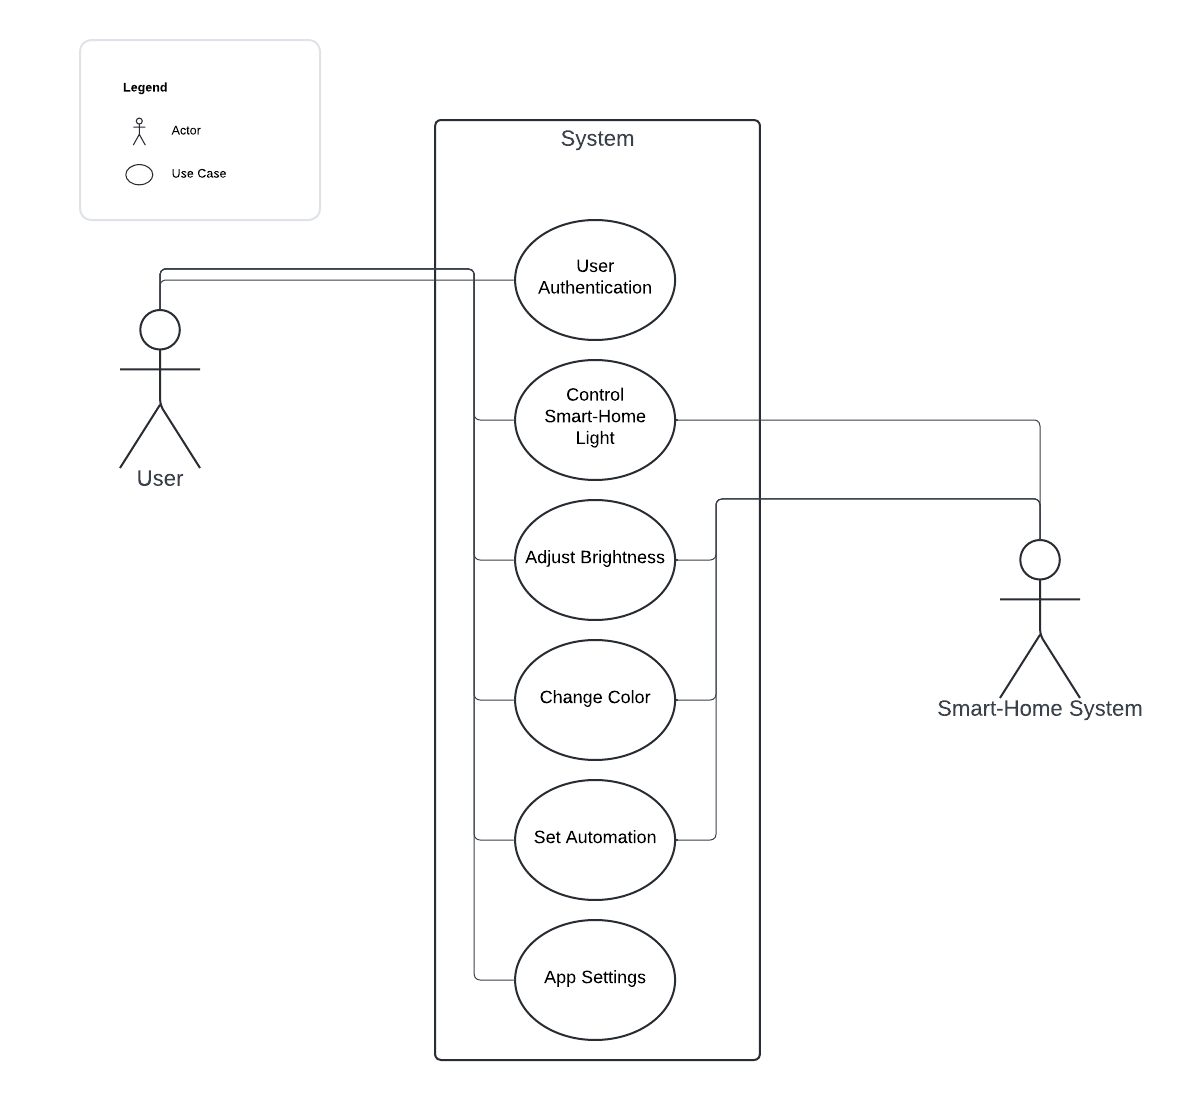 Legend
Actor
Use Case
System
User
Authentication
Control
Smart-Home
Light
User
Adjust Brightness
Change Color
Smart-Home System
Set Automation
App Settings